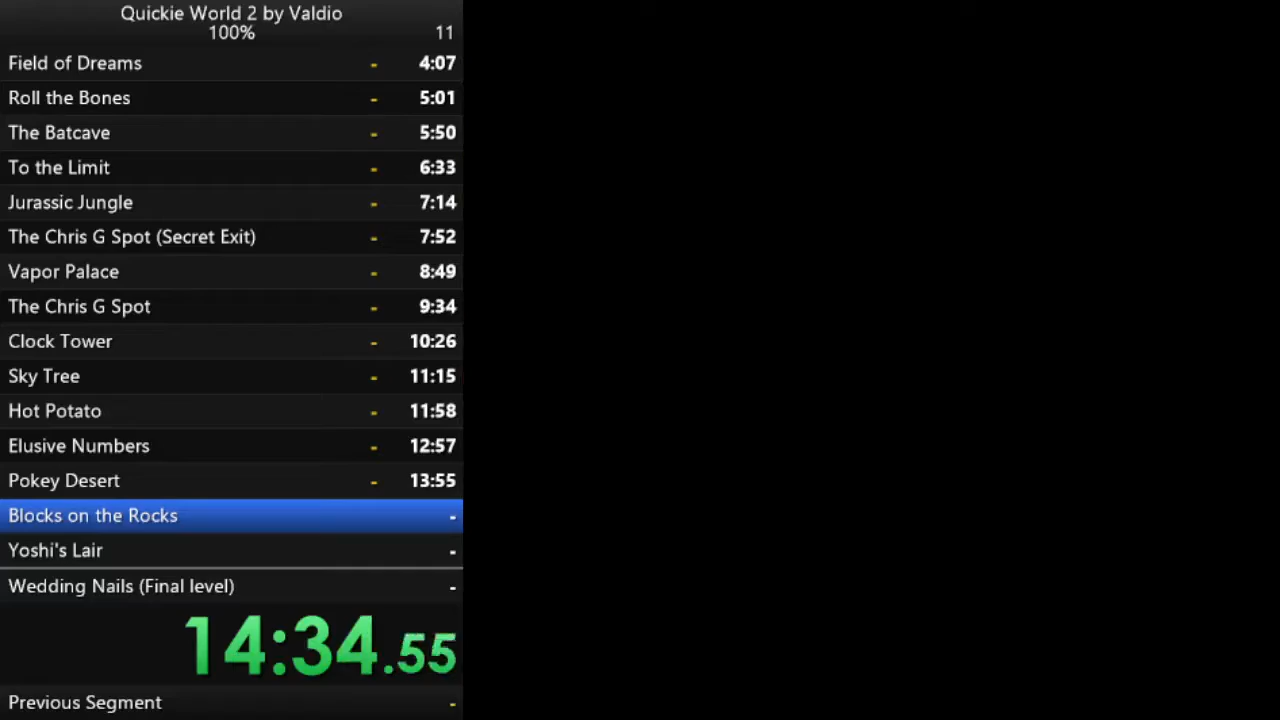 Quickie World 2 by Valdio
100% 11
Field of Dreams - 4:07
Roll the Bones - 5:01
The Batcave - 5:50
To the Limit - 6:33
Jurassic Jungle - 7:14
The Chris G Spot (Secret Exit) - 7:52
Vapor Palace - 8:49
The Chris G Spot - 9:34
Clock Tower - 10:26
Sky Tree - 11:15
Hot Potato - 11:58
Elusive Numbers - 12:57
Pokey Desert - 13:55
Blocks on the Rocks -
Yoshi's Lair -
Wedding Nails (Final level) -
14:34.55
Previous Segment -